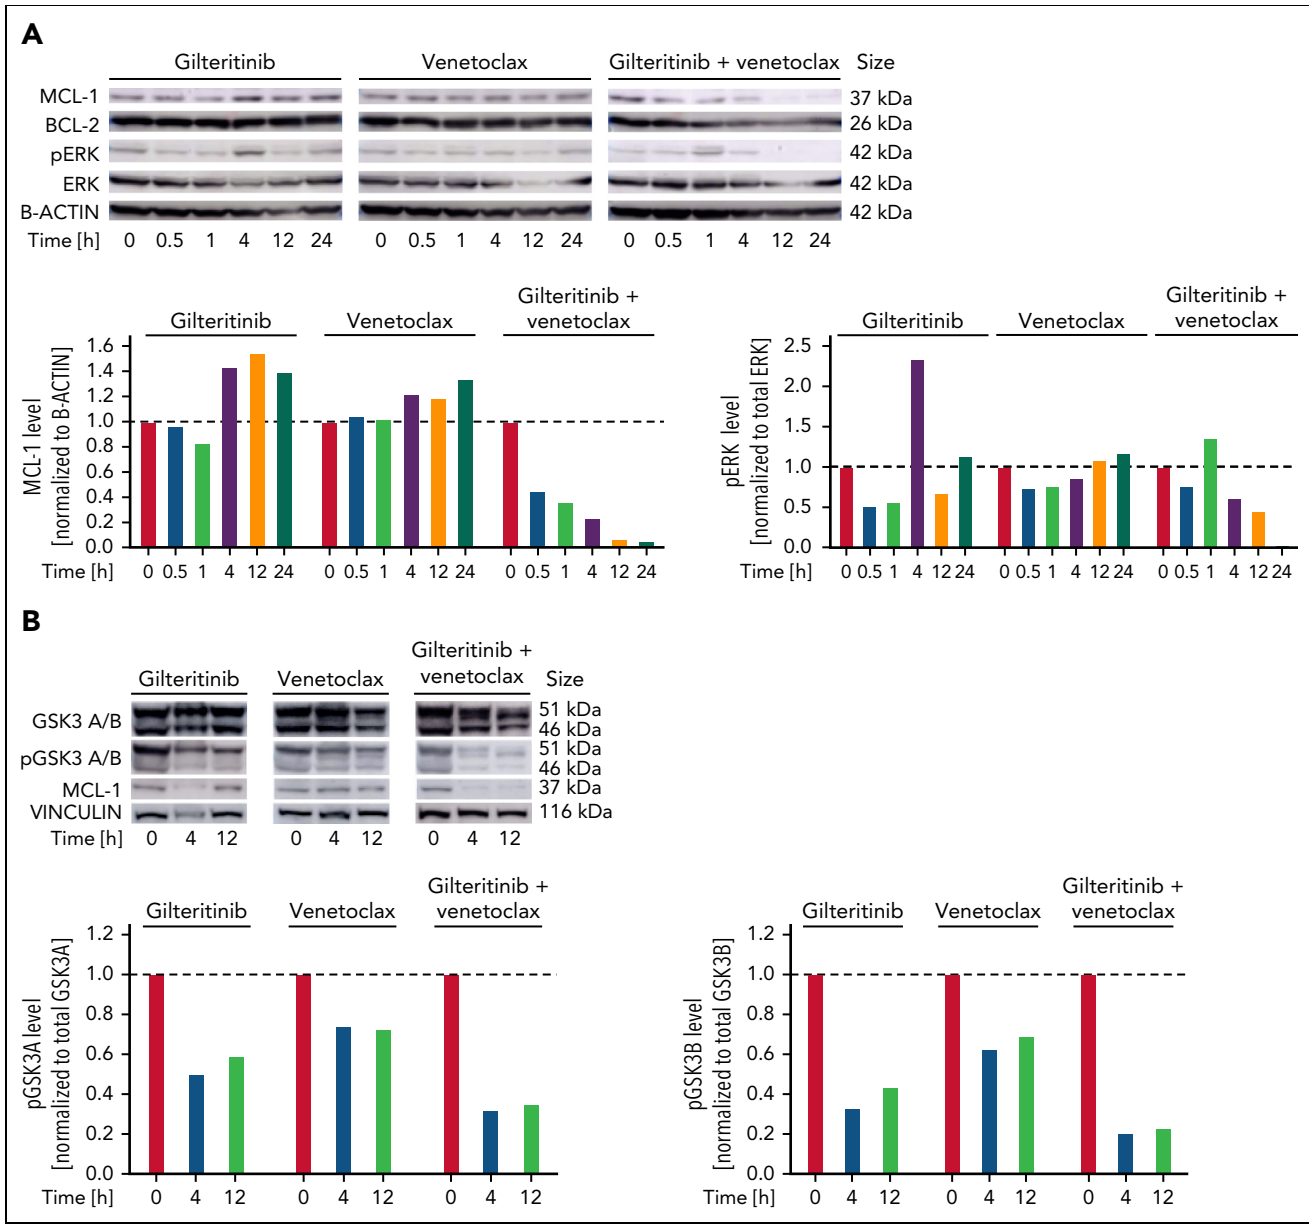 A
Gilteritinib Venetoclax Gilteritinib + venetoclax Size
MCL-1 37 kDa
BCL-2 26 kDa
pERK 42 kDa
ERK 42 kDa
B-ACTIN 42 kDa
Time [h] 0 0.5 1 4 12 24 0 0.5 1 4 12 24 0 0.5 1 4 12 24
Gilteritinib Venetoclax Gilteritinib + venetoclax
MCL-1 level
[normalized to B-ACTIN]
1.6
1.4
1.2
1.0
0.8
0.6
0.4
0.2
0.0
Time [h] 0 0.5 1 4 12 24 0 0.5 1 4 12 24 0 0.5 1 4 12 24
Gilteritinib Venetoclax Gilteritinib + venetoclax
pERK level
[normalized to total ERK]
2.5
2.0
1.5
1.0
0.5
0.0
Time [h] 0 0.5 1 4 12 24 0 0.5 1 4 12 24 0 0.5 1 4 12 24
B
Gilteritinib Venetoclax Gilteritinib + venetoclax Size
GSK3 A/B 51 kDa
46 kDa
pGSK3 A/B 51 kDa
46 kDa
MCL-1 37 kDa
VINCULIN 116 kDa
Time [h] 0 4 12 0 4 12 0 4 12
Gilteritinib Venetoclax Gilteritinib + venetoclax
pGSK3A level
[normalized to total GSK3A]
1.2
1.0
0.8
0.6
0.4
0.2
0.0
Time [h] 0 4 12 0 4 12 0 4 12
Gilteritinib Venetoclax Gilteritinib + venetoclax
pGSK3B level
[normalized to total GSK3B]
1.2
1.0
0.8
0.6
0.4
0.2
0.0
Time [h] 0 4 12 0 4 12 0 4 12